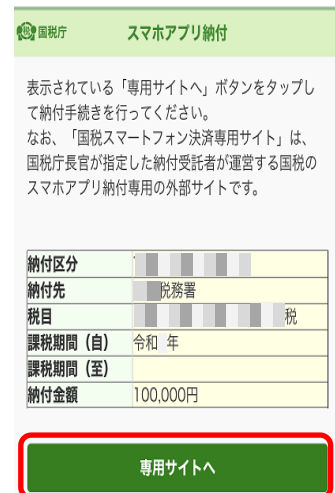 国税庁
スマホアプリ納付
表示されている「専用サイトへ」ボタンをタップし
て納付手続きを行ってください。
なお、「国税スマートフォン決済専用サイト」は、
国税庁長官が指定した納付受託者が運営する国税の
スマホアプリ納付専用の外部サイトです。
納付区分
納付先 税務署
税目 税
課税期間（自） 令和 年
課税期間（至）
納付金額 100,000円
専用サイトへ